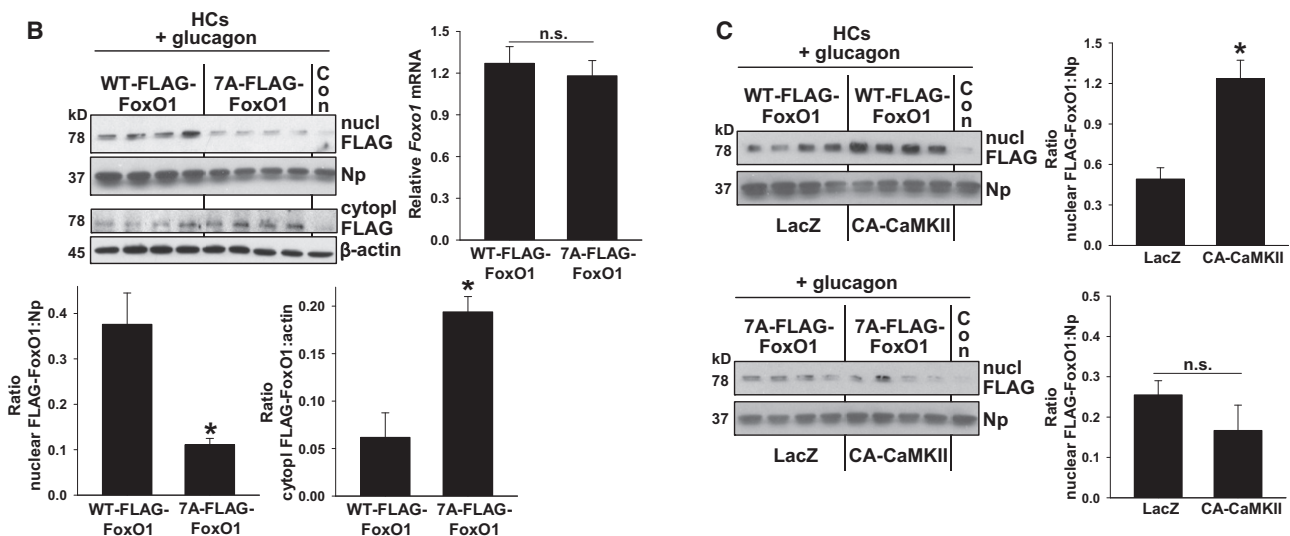 B
HCs
+ glucagon
WT-FLAG-
FoxO1
7A-FLAG-
FoxO1
C
o
n
kD
78
nucl
FLAG
37
Np
78
cytopl
FLAG
45
β-actin
Relative Foxo1 mRNA
1.5
1.2
0.9
0.6
0.3
0.0
n.s.
WT-FLAG-
FoxO1
7A-FLAG-
FoxO1
Ratio
nuclear FLAG-FoxO1:Np
0.4
0.3
0.2
0.1
0.0
*
WT-FLAG-
FoxO1
7A-FLAG-
FoxO1
Ratio
cytopl FLAG-FoxO1:actin
0.20
0.15
0.10
0.05
0.00
*
WT-FLAG-
FoxO1
7A-FLAG-
FoxO1
C
HCs
+ glucagon
WT-FLAG-
FoxO1
WT-FLAG-
FoxO1
C
o
n
kD
78
nucl
FLAG
37
Np
LacZ
CA-CaMKII
Ratio
nuclear FLAG-FoxO1:Np
1.5
1.2
0.9
0.6
0.3
0.0
*
LacZ
CA-CaMKII
+ glucagon
7A-FLAG-
FoxO1
7A-FLAG-
FoxO1
C
o
n
kD
78
nucl
FLAG
37
Np
LacZ
CA-CaMKII
Ratio
nuclear FLAG-FoxO1:Np
0.5
0.4
0.3
0.2
0.1
0.0
n.s.
LacZ
CA-CaMKII